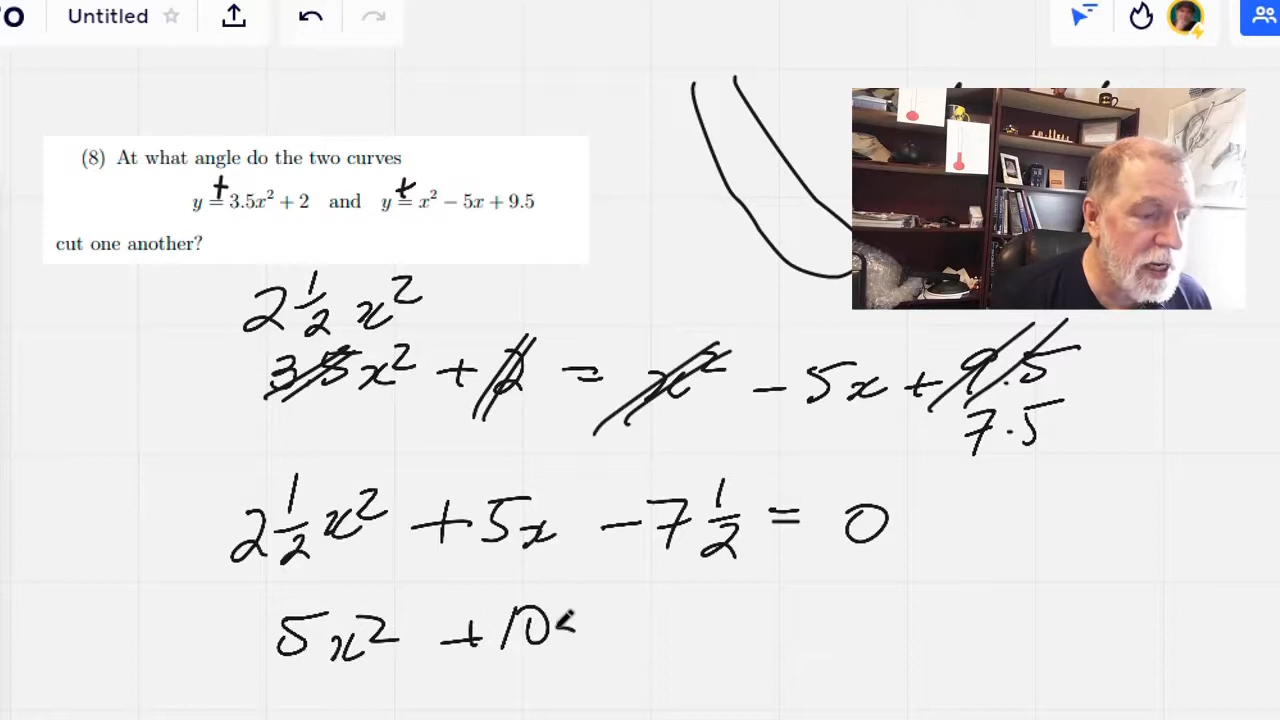 Untitled
(8) At what angle do the two curves
y = 3.5x² + 2 and y = x² − 5x + 9.5
cut one another?
2 1/2 x²
3.5x² + 2 = x² − 5x + 9.5
7.5
2 1/2 x² + 5x − 7 1/2 = 0
5x² + 10